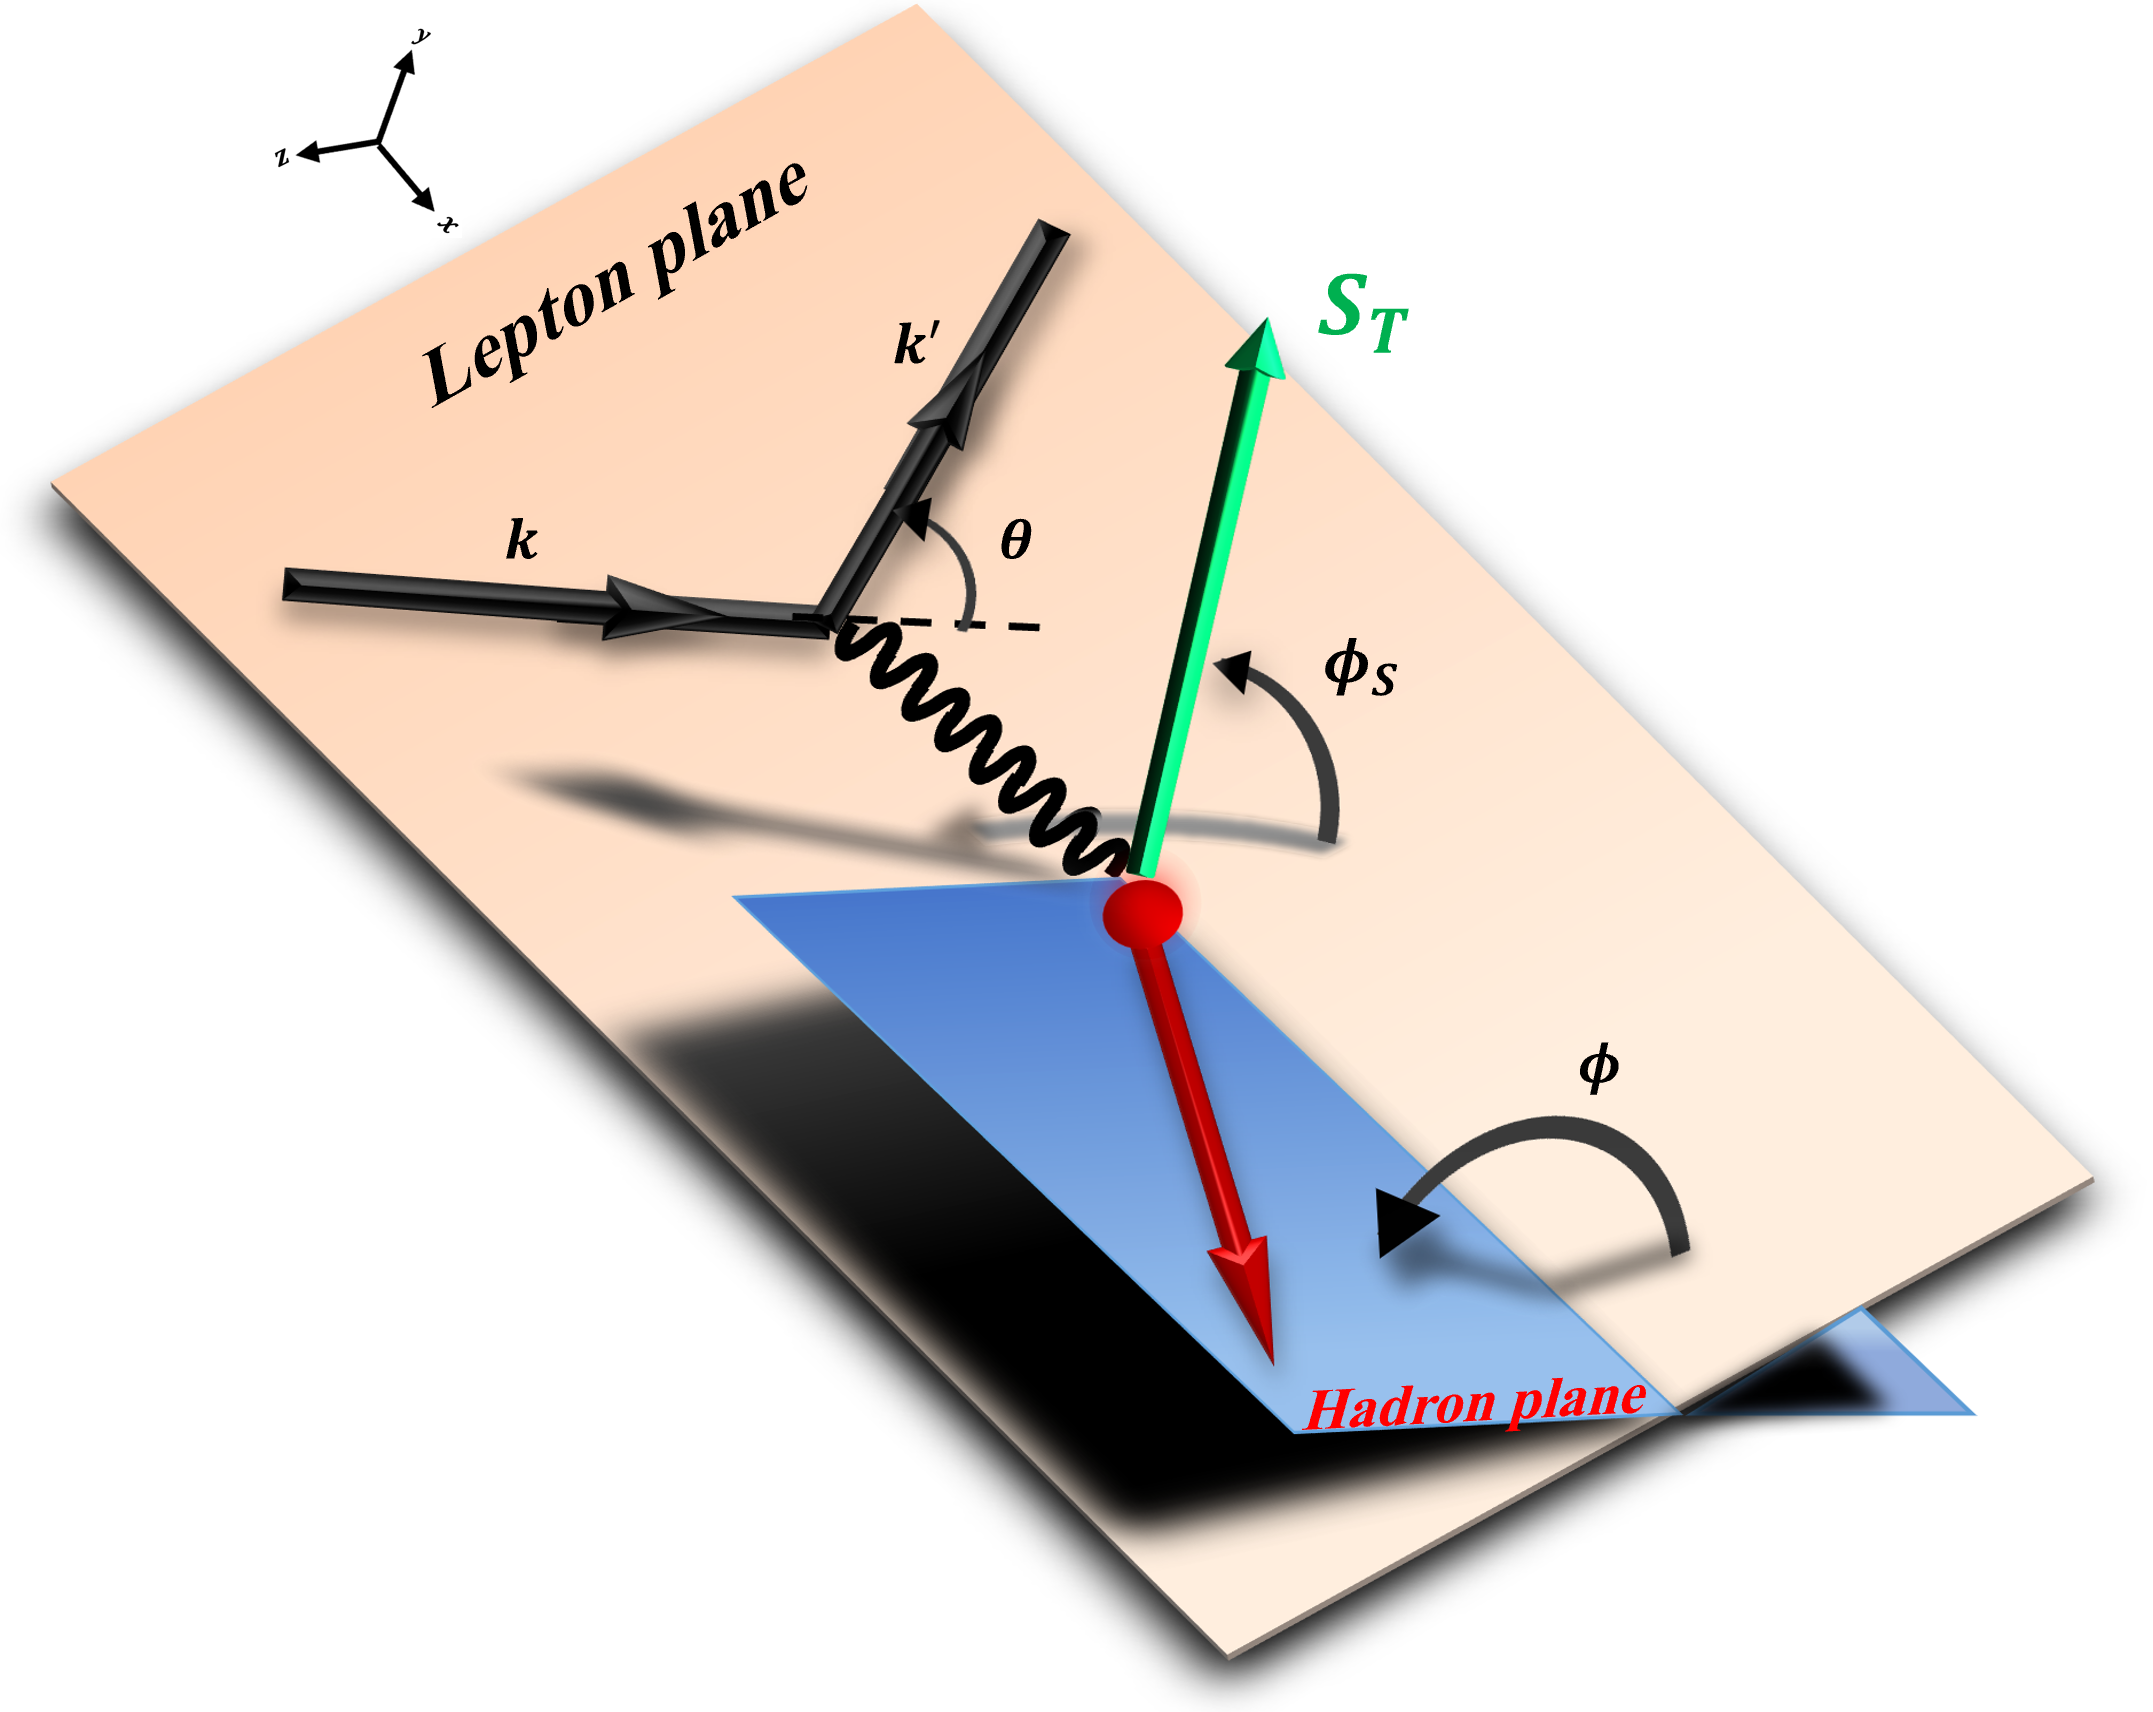 y
z
x
Lepton plane
k′
S_T
k
θ
ϕ_S
ϕ
Hadron plane